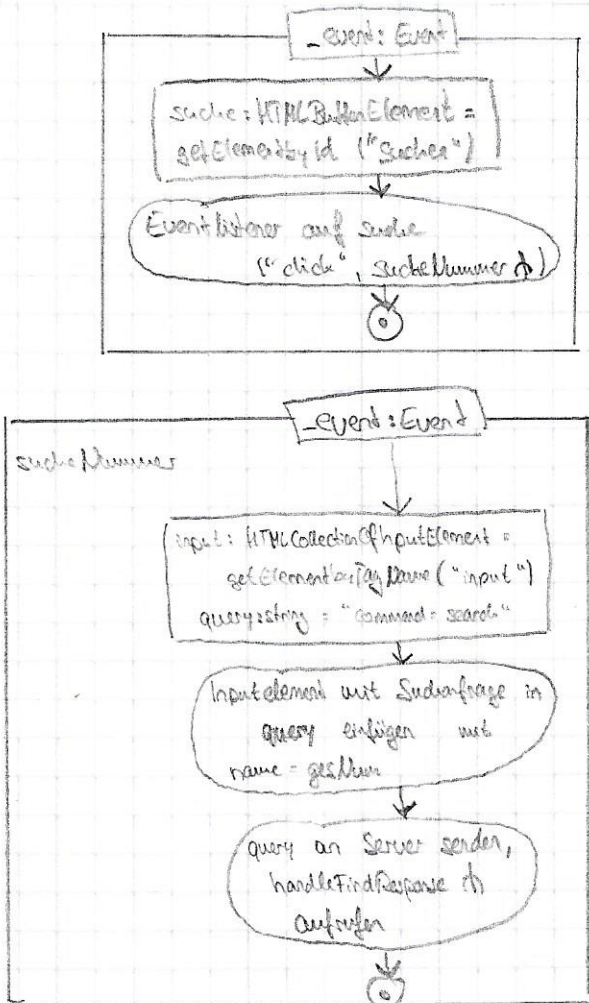 _event: Event
suche: HTMLButtonElement =
getElementById ("suchen")
Eventlistener auf suche
("click", sucheNummer)
_event: Event
sucheNummer
input: HTMLCollectionOfInputElement =
getElementbyTagName ("input")
query: string = "command=search"
Inputelement mit Suchanfrage in
query einfügen mit
name = gesNum
query an Server senden,
handleFindResponse
aufrufen